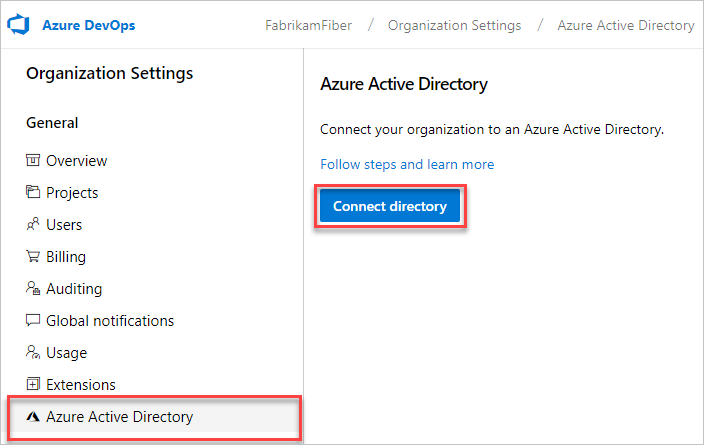 Azure DevOps
FabrikamFiber / Organization Settings / Azure Active Directory
Organization Settings
General
Overview
Projects
Users
Billing
Auditing
Global notifications
Usage
Extensions
Azure Active Directory
Azure Active Directory
Connect your organization to an Azure Active Directory.
Follow steps and learn more
Connect directory